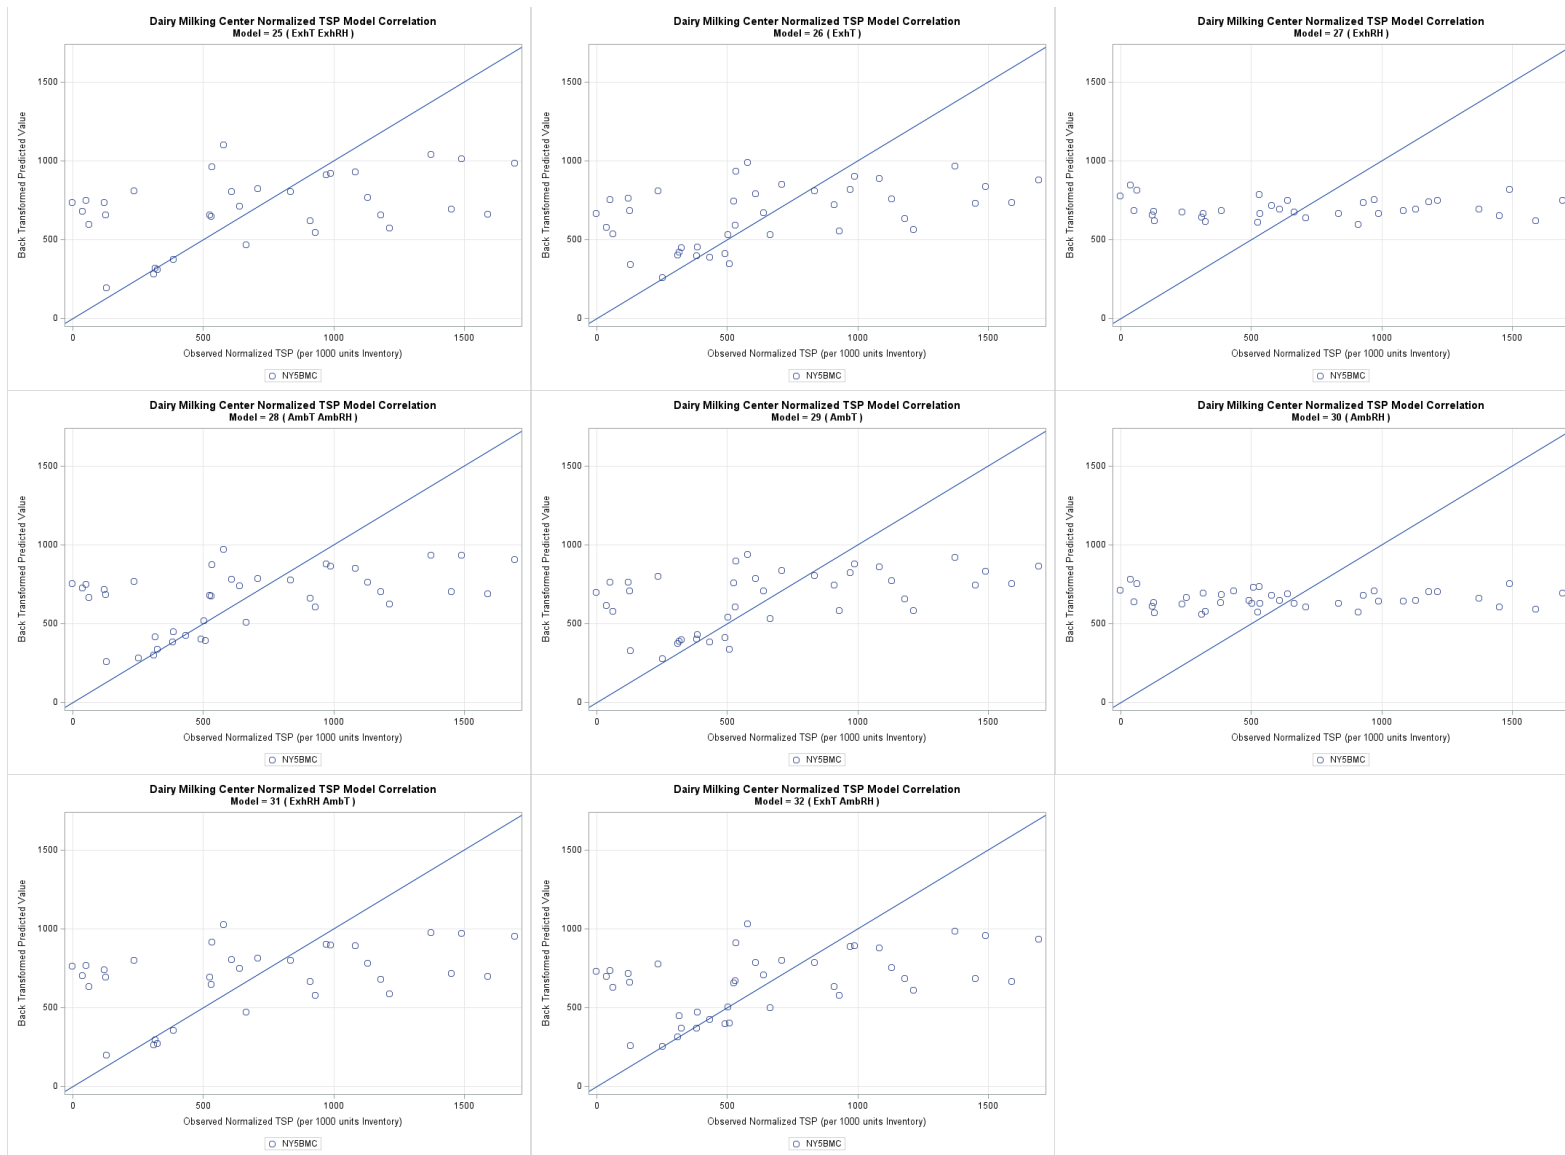 Dairy Milking Center Normalized TSP Model Correlation
Model = 25 ( ExhT ExhRH )
1500
1000
500
0
Back Transformed Predicted Value
0 500 1000 1500
Observed Normalized TSP (per 1000 units Inventory)
NY5BMC
Dairy Milking Center Normalized TSP Model Correlation
Model = 26 ( ExhT )
1500
1000
500
0
Back Transformed Predicted Value
0 500 1000 1500
Observed Normalized TSP (per 1000 units Inventory)
NY5BMC
Dairy Milking Center Normalized TSP Model Correlation
Model = 27 ( ExhRH )
1500
1000
500
0
Back Transformed Predicted Value
0 500 1000 1500
Observed Normalized TSP (per 1000 units Inventory)
NY5BMC
Dairy Milking Center Normalized TSP Model Correlation
Model = 28 ( AmbT AmbRH )
1500
1000
500
0
Back Transformed Predicted Value
0 500 1000 1500
Observed Normalized TSP (per 1000 units Inventory)
NY5BMC
Dairy Milking Center Normalized TSP Model Correlation
Model = 29 ( AmbT )
1500
1000
500
0
Back Transformed Predicted Value
0 500 1000 1500
Observed Normalized TSP (per 1000 units Inventory)
NY5BMC
Dairy Milking Center Normalized TSP Model Correlation
Model = 30 ( AmbRH )
1500
1000
500
0
Back Transformed Predicted Value
0 500 1000 1500
Observed Normalized TSP (per 1000 units Inventory)
NY5BMC
Dairy Milking Center Normalized TSP Model Correlation
Model = 31 ( ExhRH AmbT )
1500
1000
500
0
Back Transformed Predicted Value
0 500 1000 1500
Observed Normalized TSP (per 1000 units Inventory)
NY5BMC
Dairy Milking Center Normalized TSP Model Correlation
Model = 32 ( ExhT AmbRH )
1500
1000
500
0
Back Transformed Predicted Value
0 500 1000 1500
Observed Normalized TSP (per 1000 units Inventory)
NY5BMC